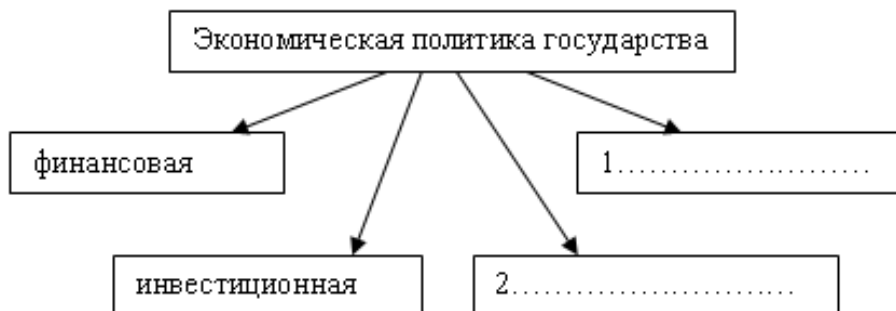 Экономическая политика государства
финансовая
1........................
инвестиционная
2...........................